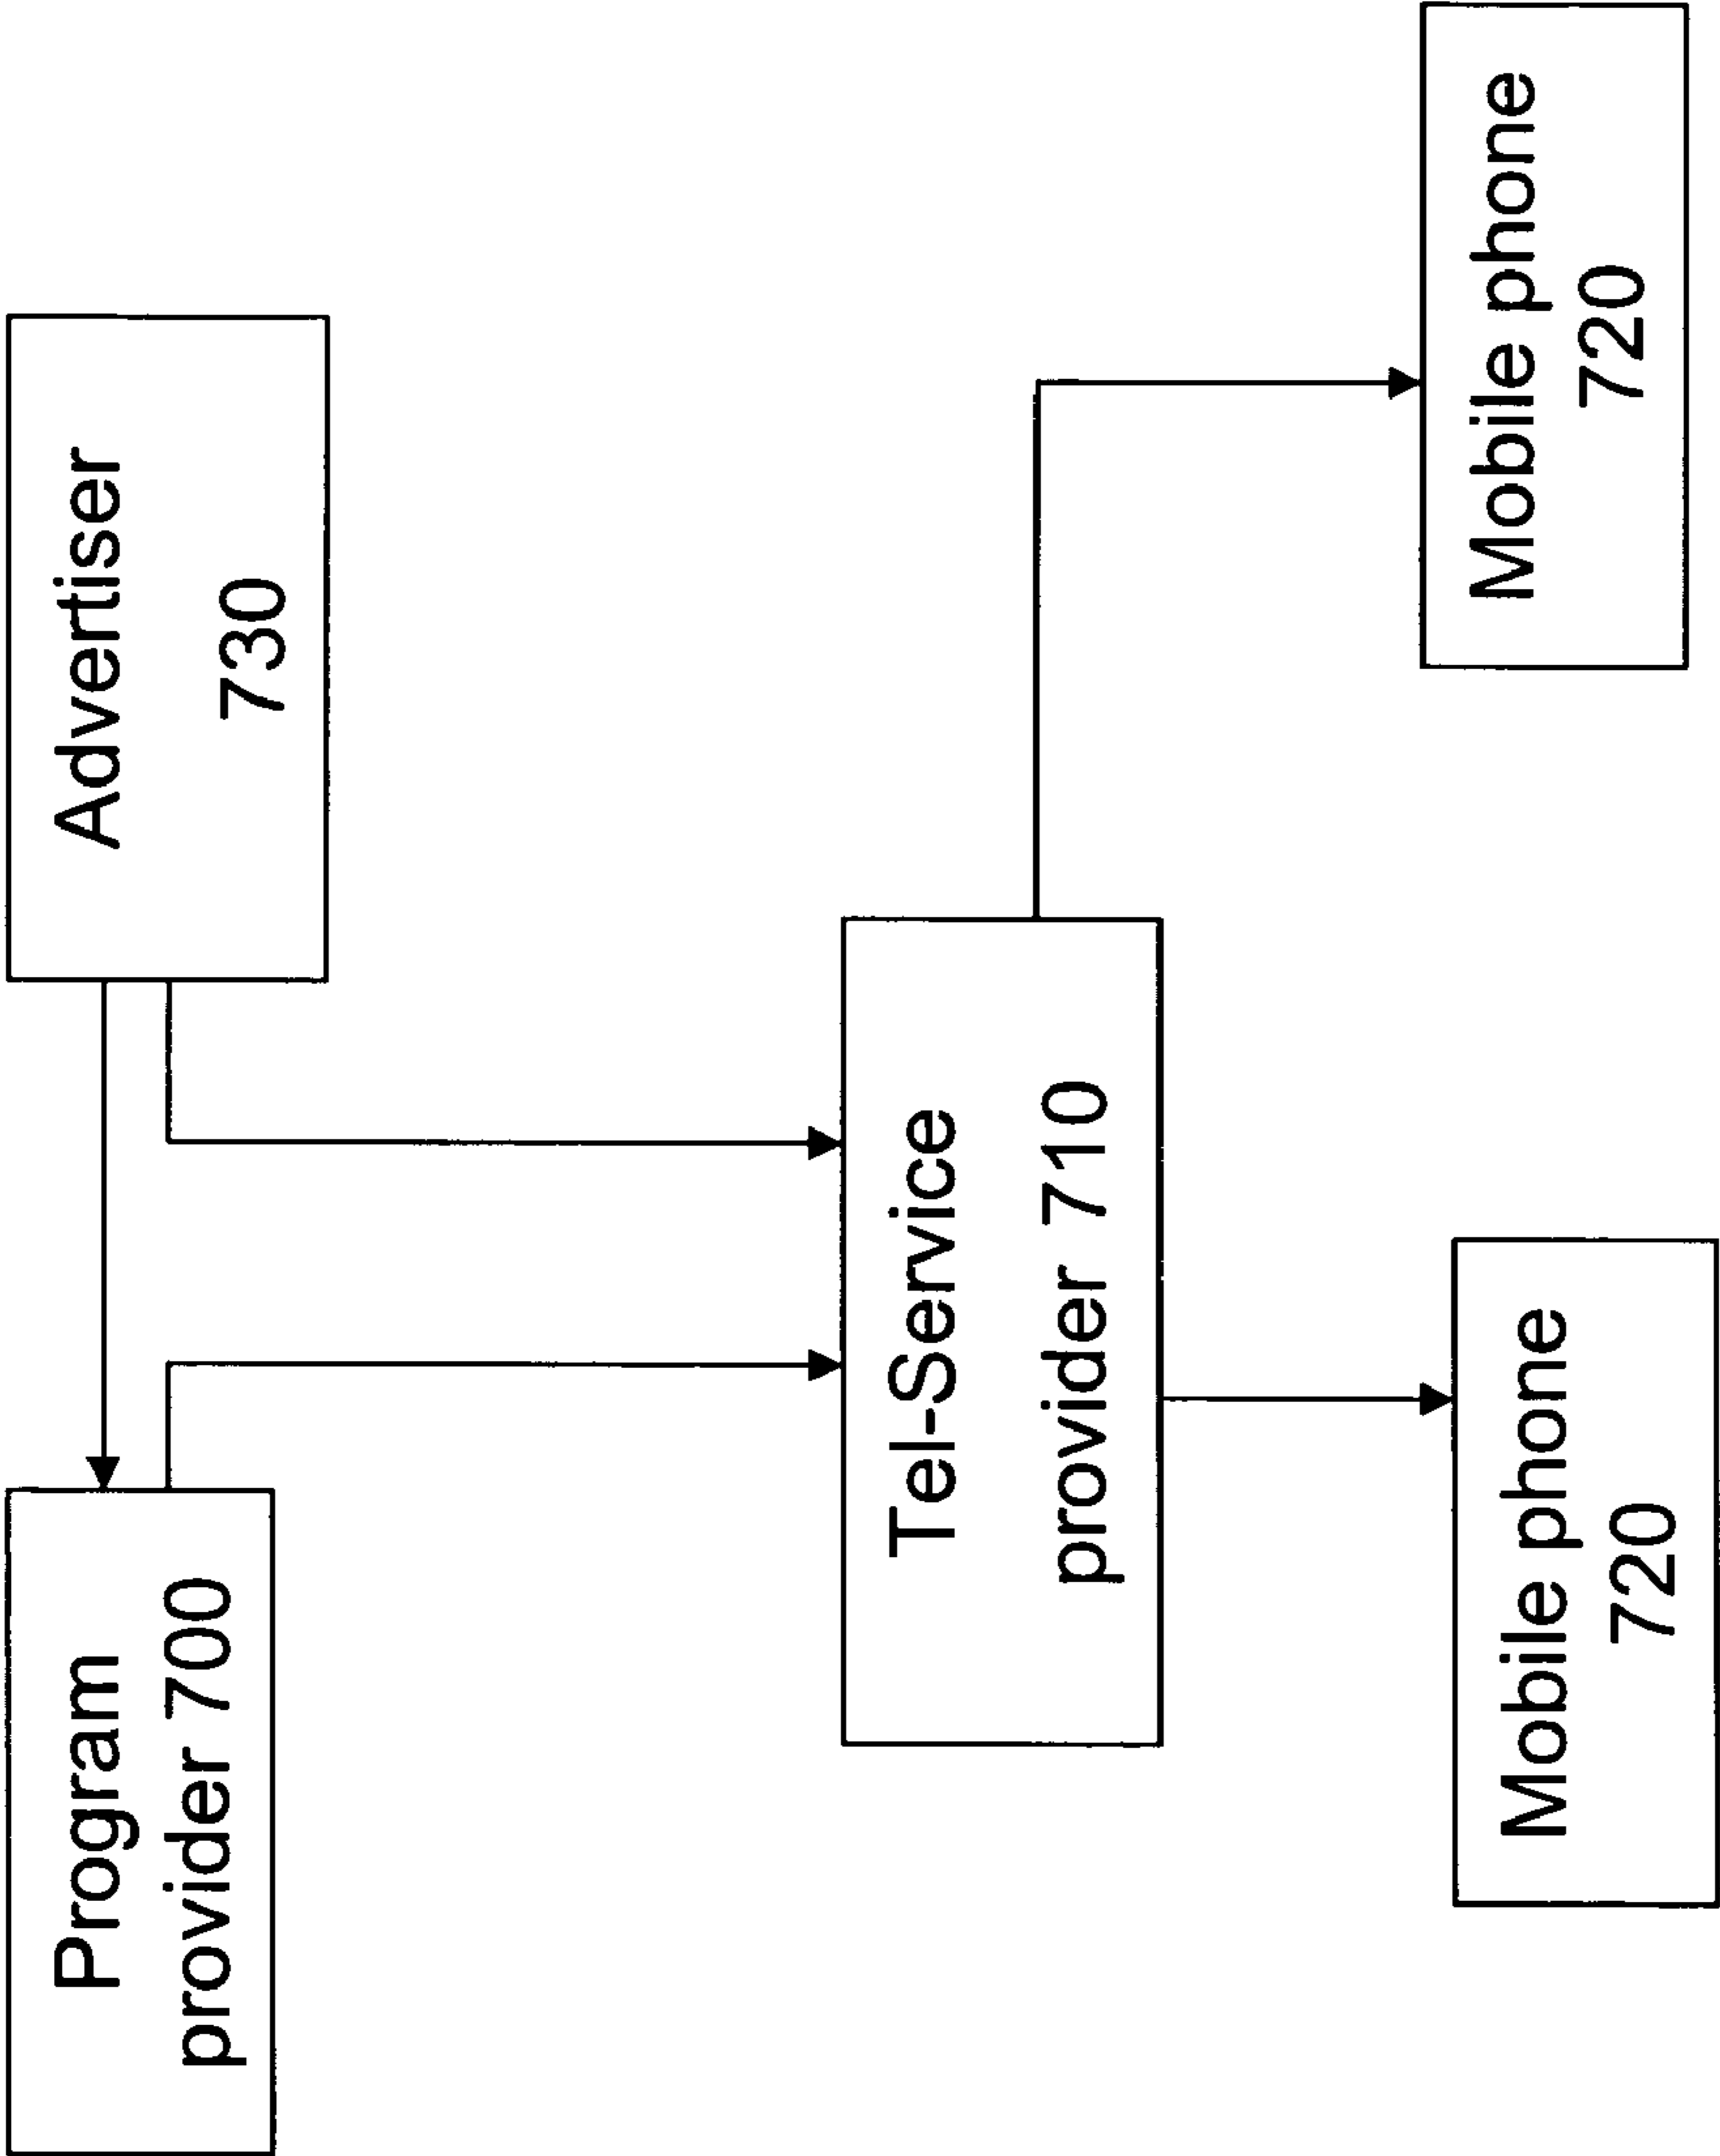 Program
provider 700
Advertiser
730
Tel-Service
provider 710
Mobile phone
720
Mobile phone
720